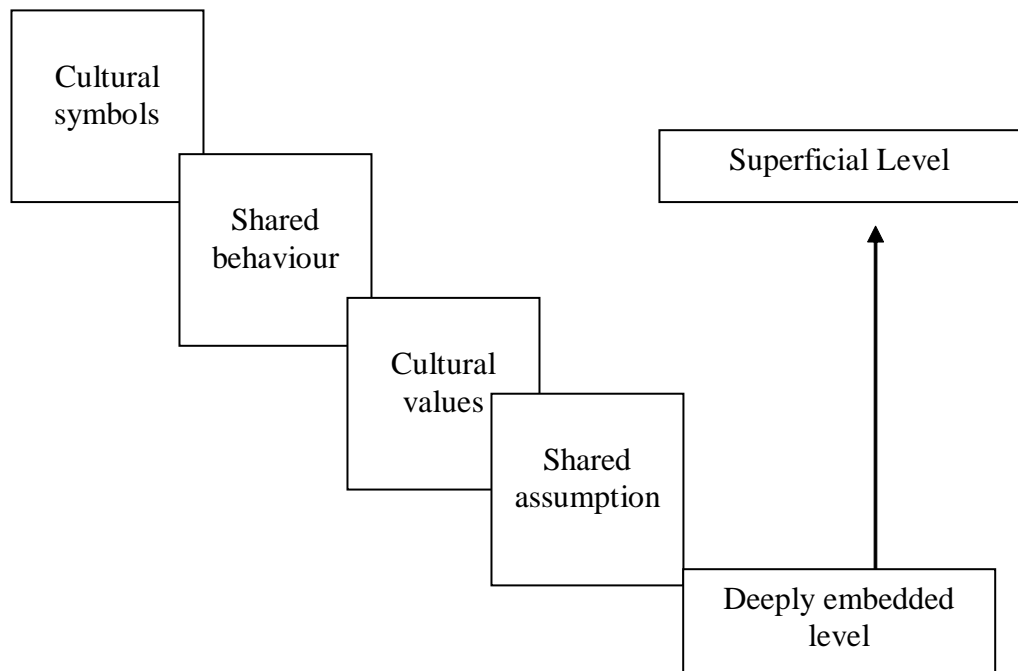 Cultural
symbols
Superficial Level
Shared
behaviour
Cultural
values
Shared
assumption
Deeply embedded
level